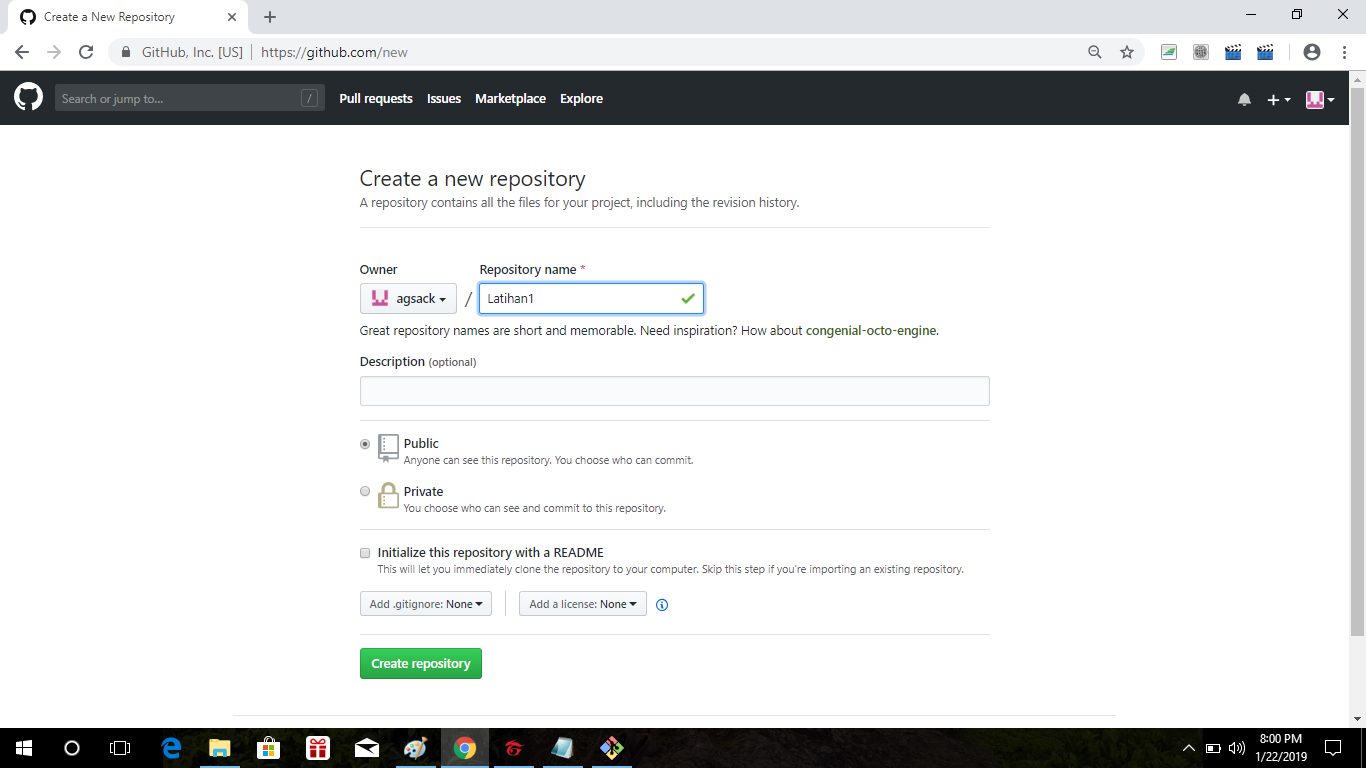 Create a New Repository
GitHub, Inc. [US] https://github.com/new
Search or jump to... / Pull requests Issues Marketplace Explore
Create a new repository
A repository contains all the files for your project, including the revision history.
Owner Repository name *
agsack / Latihan1
Great repository names are short and memorable. Need inspiration? How about congenial-octo-engine.
Description (optional)
Public
Anyone can see this repository. You choose who can commit.
Private
You choose who can see and commit to this repository.
Initialize this repository with a README
This will let you immediately clone the repository to your computer. Skip this step if you're importing an existing repository.
Add .gitignore: None Add a license: None
Create repository
8:00 PM
1/22/2019